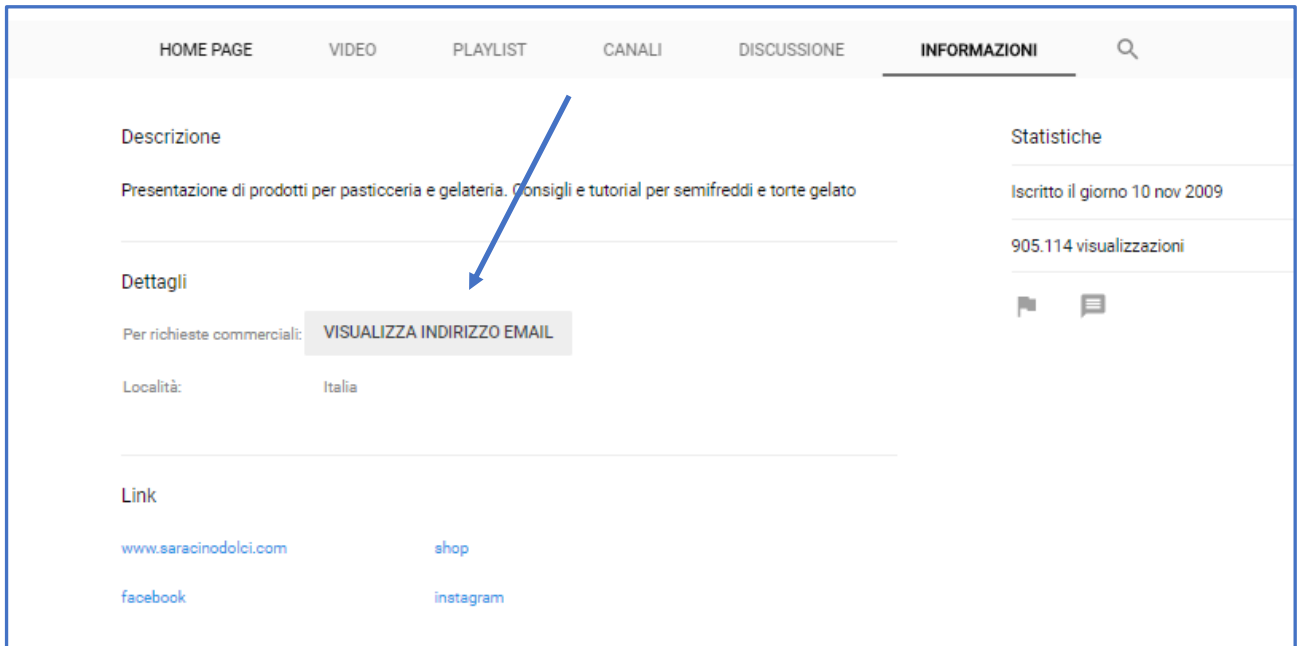 HOME PAGE VIDEO PLAYLIST CANALI DISCUSSIONE INFORMAZIONI
Descrizione
Presentazione di prodotti per pasticceria e gelateria. Consigli e tutorial per semifreddi e torte gelato
Dettagli
Per richieste commerciali: VISUALIZZA INDIRIZZO EMAIL
Località: Italia
Link
www.saracinodolci.com shop
facebook instagram
Statistiche
Iscritto il giorno 10 nov 2009
905.114 visualizzazioni